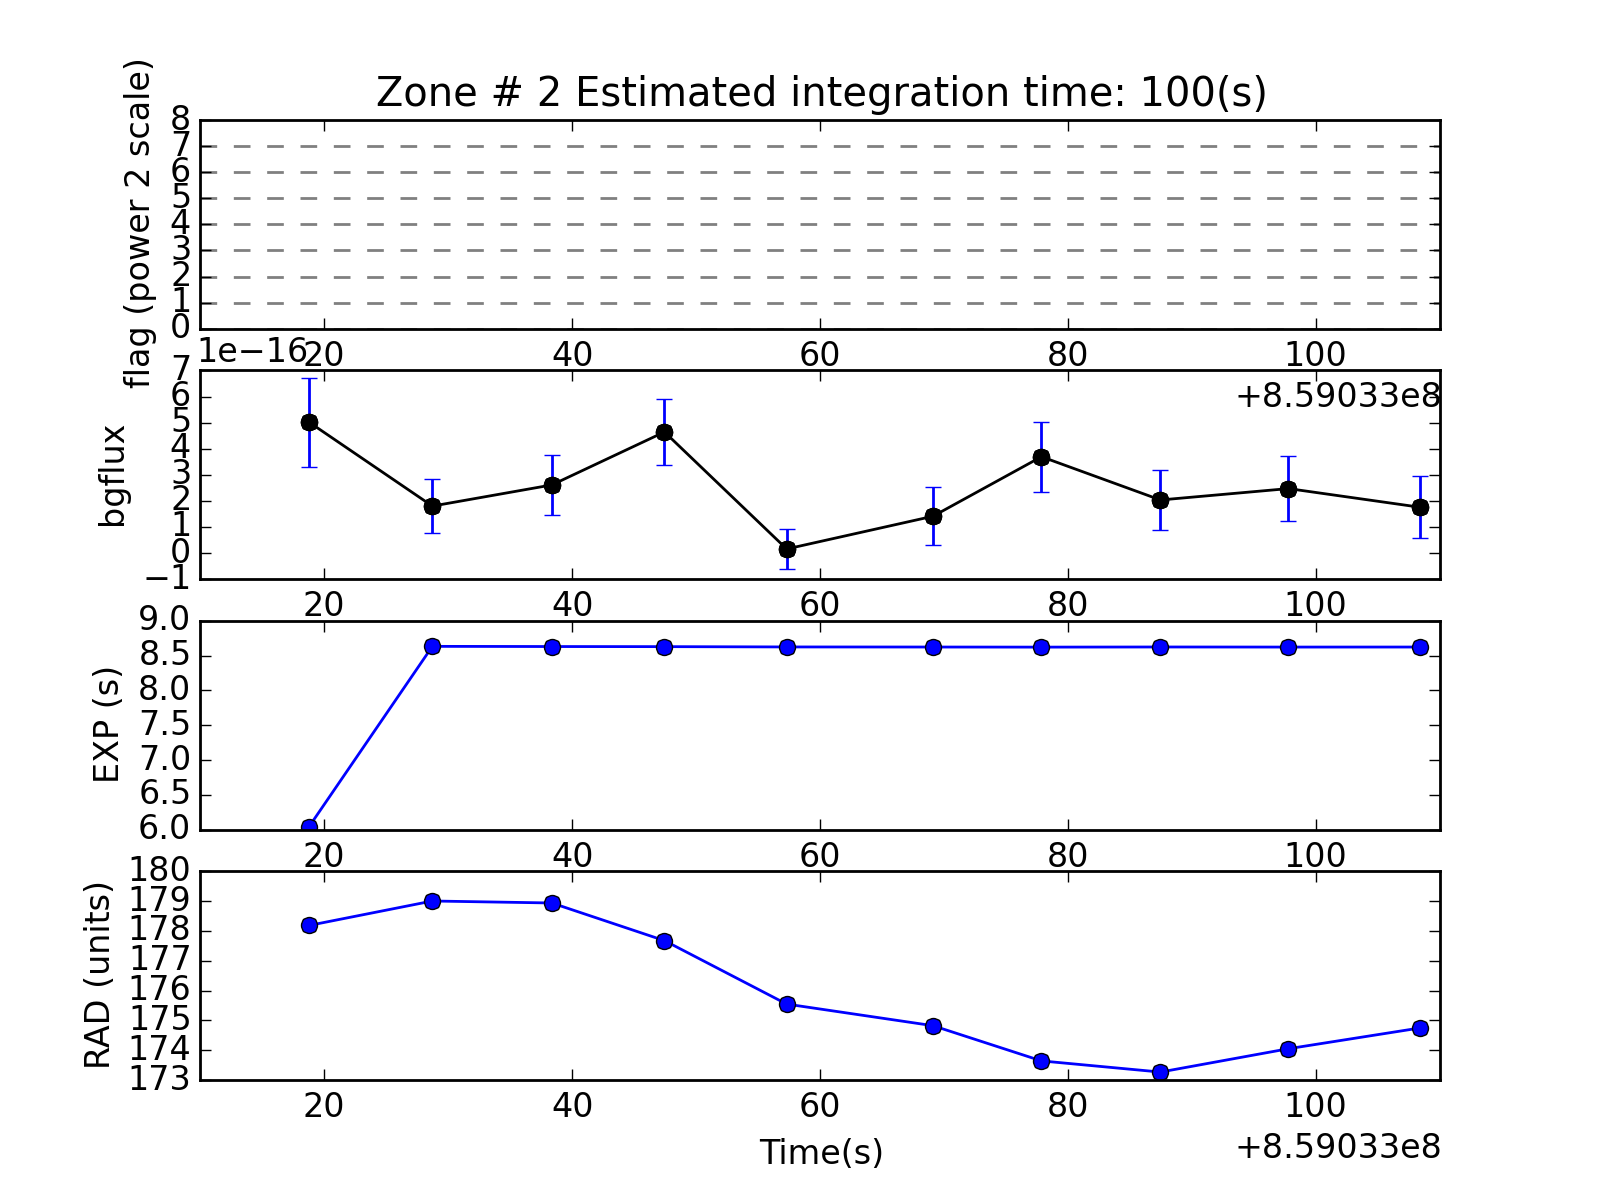 Zone # 2 Estimated integration time: 100(s)
flag (power 2 scale)
8
7
6
5
4
3
2
1
0
20 40 60 80 100
1e−16
+8.59033e8
bgflux
7
6
5
4
3
2
1
0
−1
20 40 60 80 100
EXP (s)
9.0
8.5
8.0
7.5
7.0
6.5
6.0
20 40 60 80 100
RAD (units)
180
179
178
177
176
175
174
173
20 40 60 80 100
Time(s)
+8.59033e8